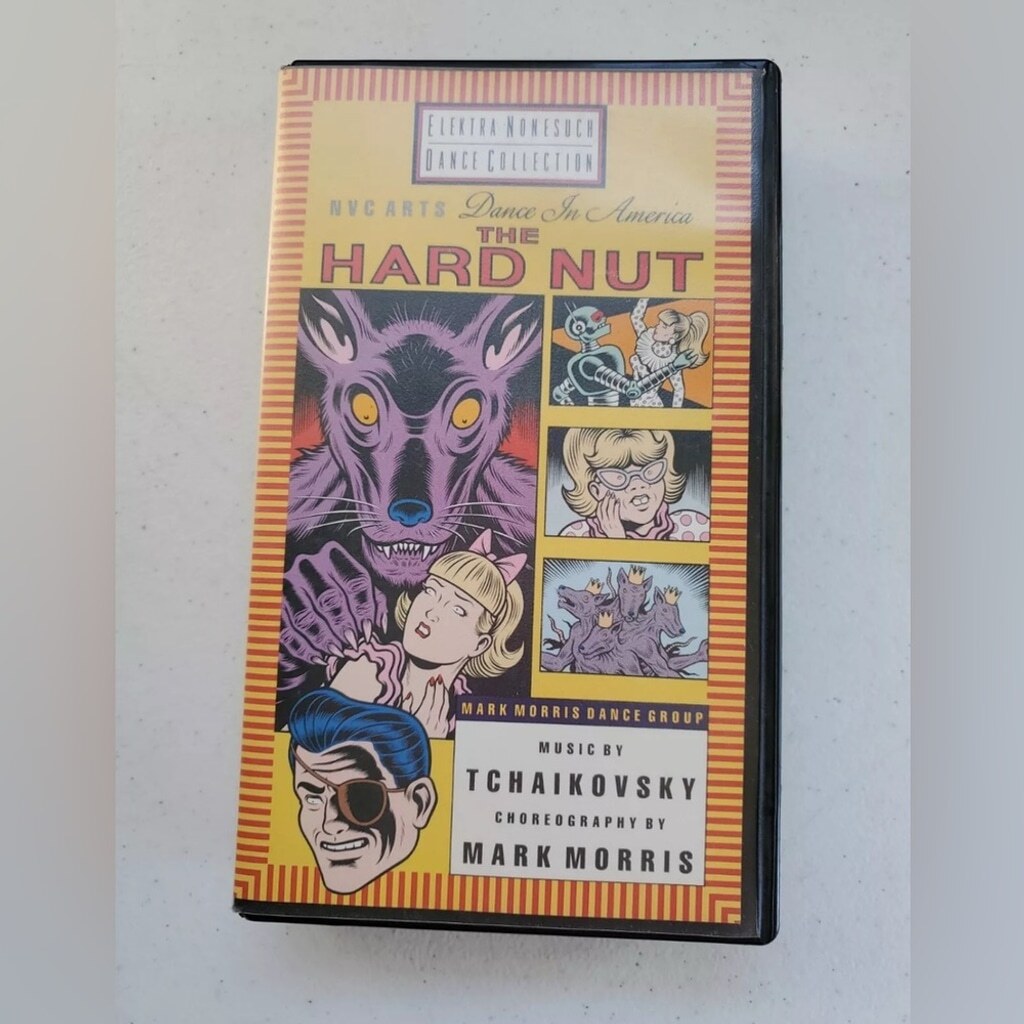 ELEKTRA NONESUCH
DANCE COLLECTION
NVC ARTS Dance In America
THE
HARD NUT
MARK MORRIS DANCE GROUP
MUSIC BY
TCHAIKOVSKY
CHOREOGRAPHY BY
MARK MORRIS